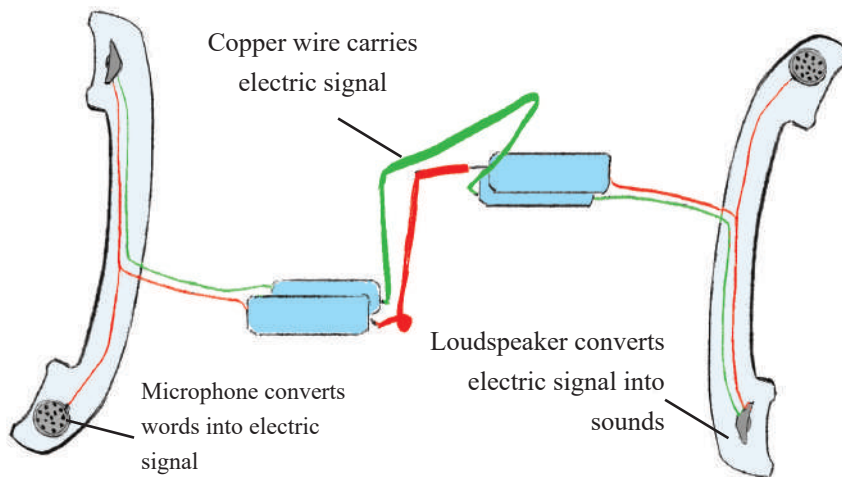 Copper wire carries
electric signal
Loudspeaker converts
electric signal into
sounds
Microphone converts
words into electric
signal